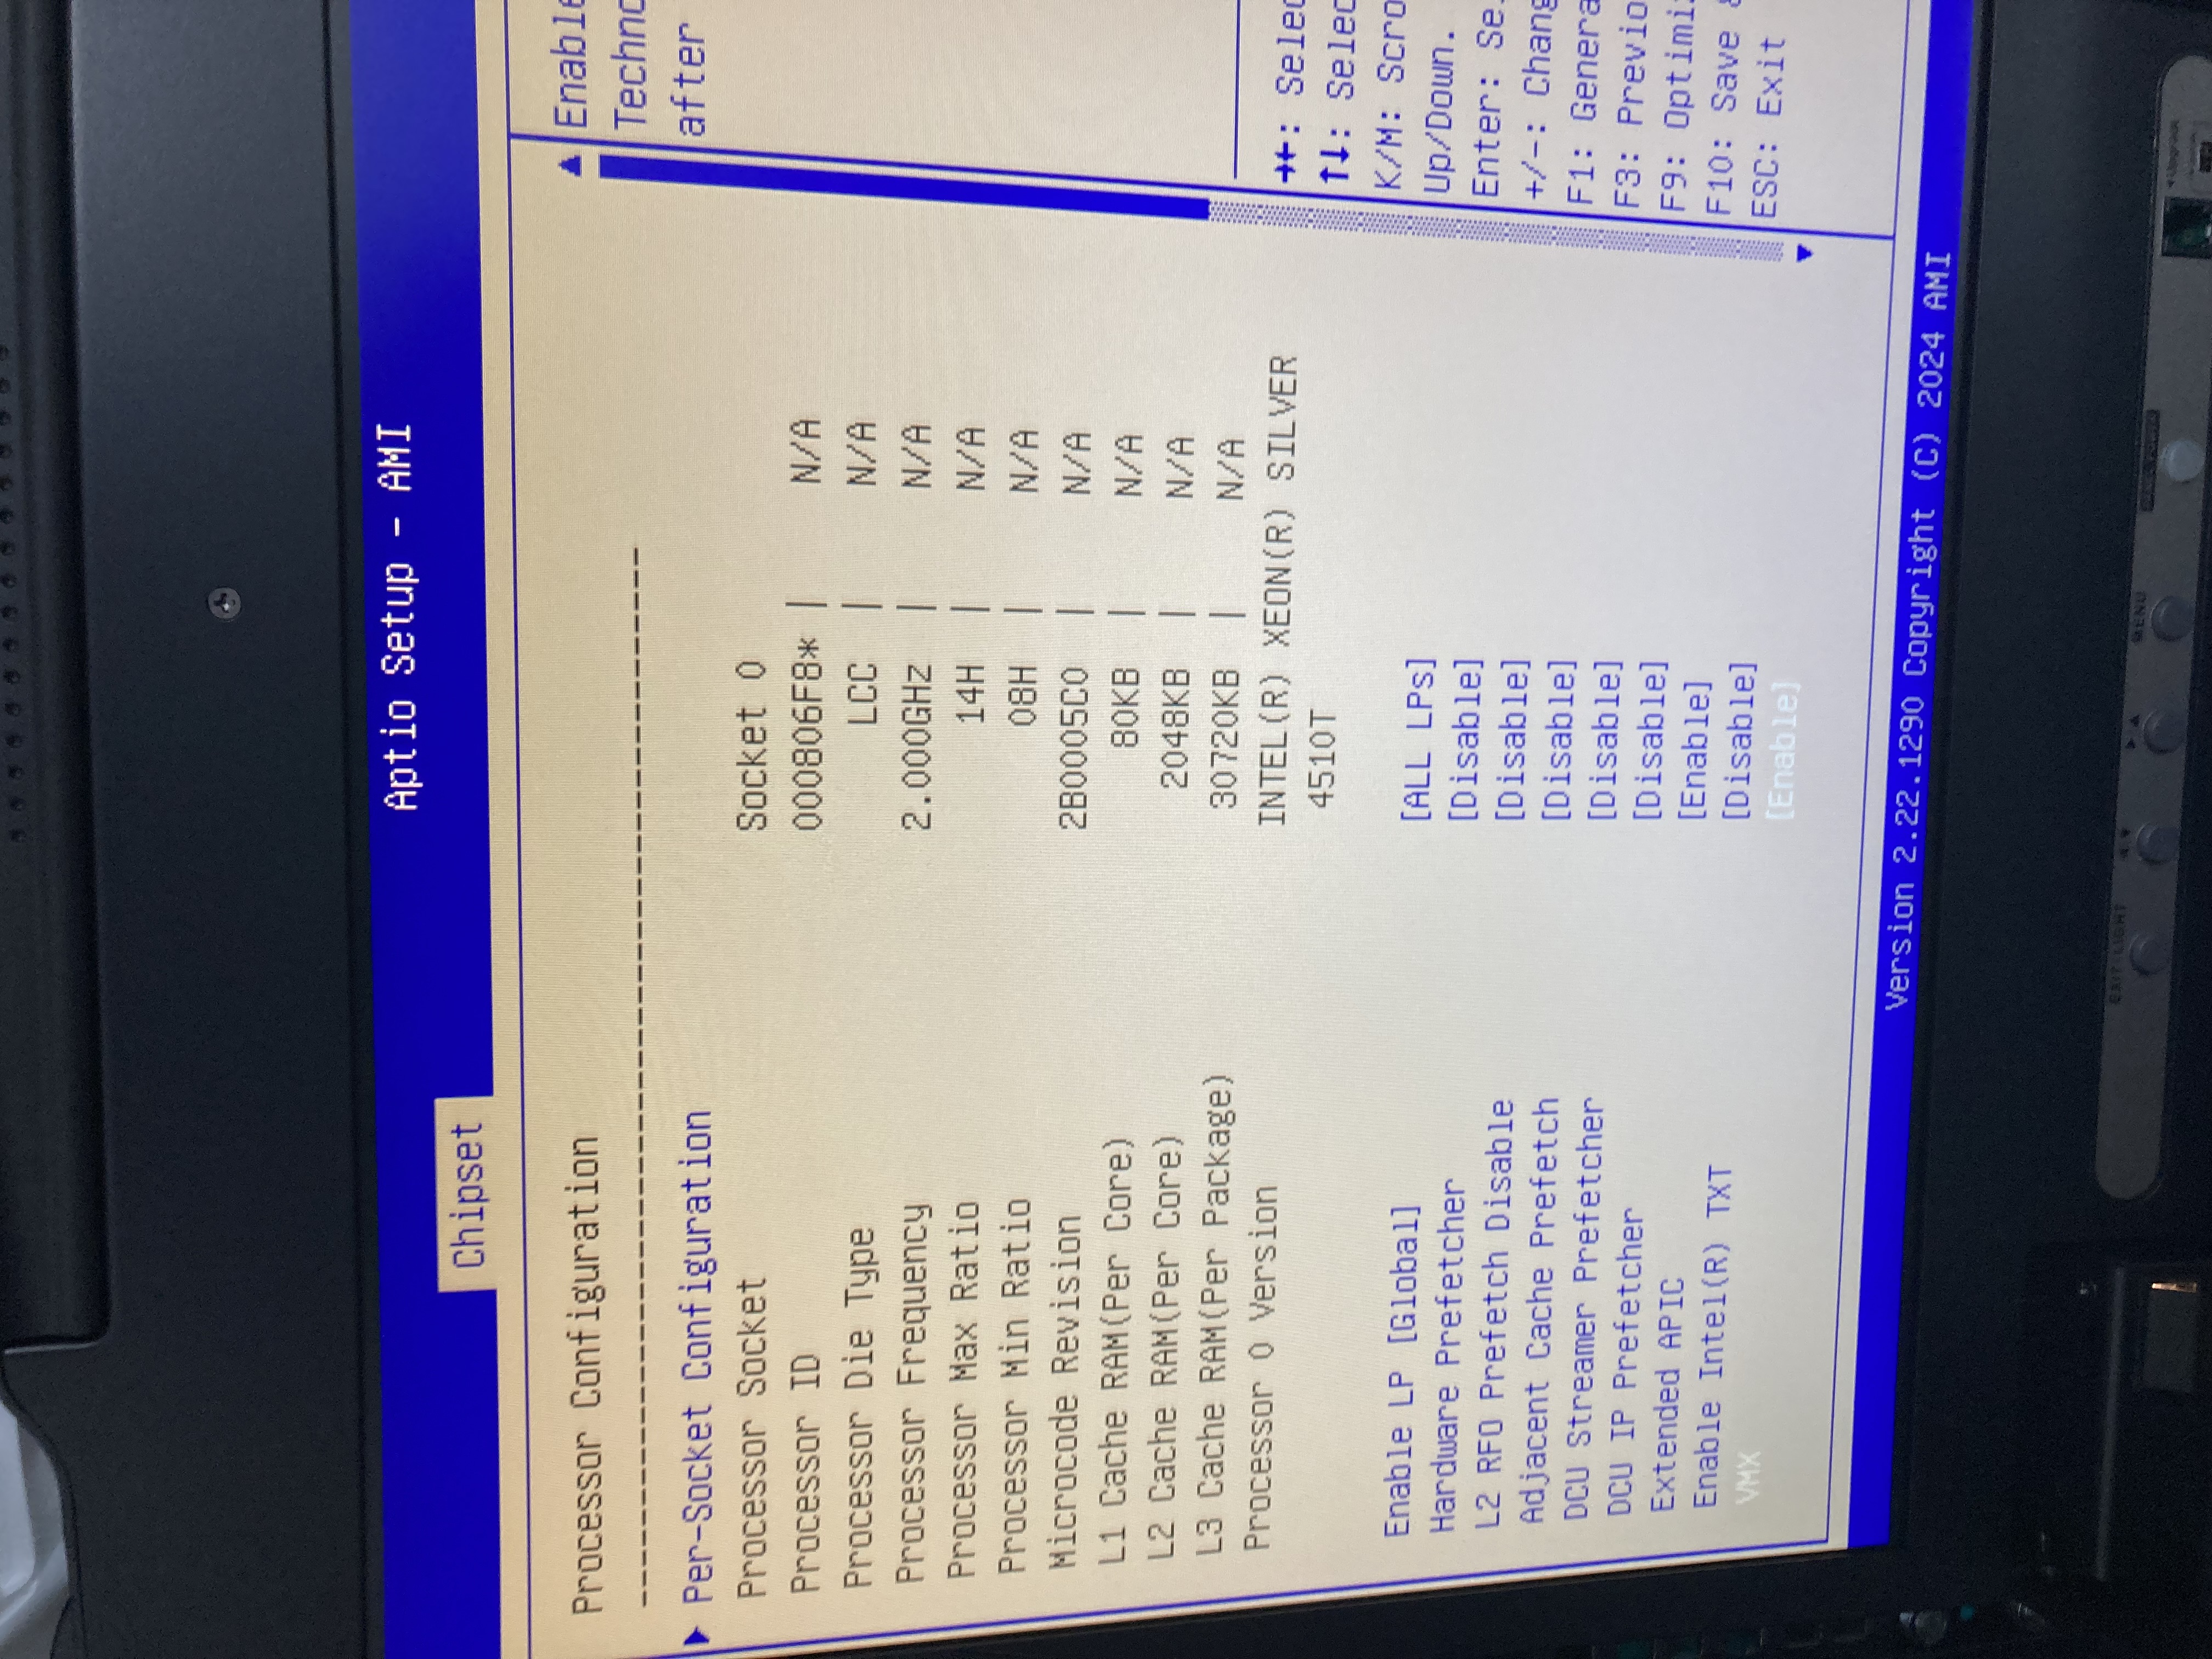 Aptio Setup - AMI
Chipset
Processor Configuration
--------------------------------------------------
Per-Socket Configuration
Processor Socket Socket 0
Processor ID 000806F8* | N/A
Processor Die Type LCC | N/A
Processor Frequency 2.000GHz | N/A
Processor Max Ratio 14H | N/A
Processor Min Ratio 08H | N/A
Microcode Revision 2B0005C0 | N/A
L1 Cache RAM(Per Core) 80KB | N/A
L2 Cache RAM(Per Core) 2048KB | N/A
L3 Cache RAM(Per Package) 30720KB | N/A
Processor 0 Version INTEL(R) XEON(R) SILVER
4510T
Enable LP [Global] [ALL LPs]
Hardware Prefetcher [Disable]
L2 RFO Prefetch Disable [Disable]
Adjacent Cache Prefetch [Disable]
DCU Streamer Prefetcher [Disable]
DCU IP Prefetcher [Disable]
Extended APIC [Enable]
Enable Intel(R) TXT [Disable]
VMX [Enable]
Enable
Techno
after
→←: Selec
↑↓: Selec
K/M: Scro
Up/Down.
Enter: Se
+/-: Chang
F1: Genera
F3: Previo
F9: Optimi
F10: Save &
ESC: Exit
Version 2.22.1290 Copyright (C) 2024 AMI
EXIT-LIGHT
MENU
Upgrade